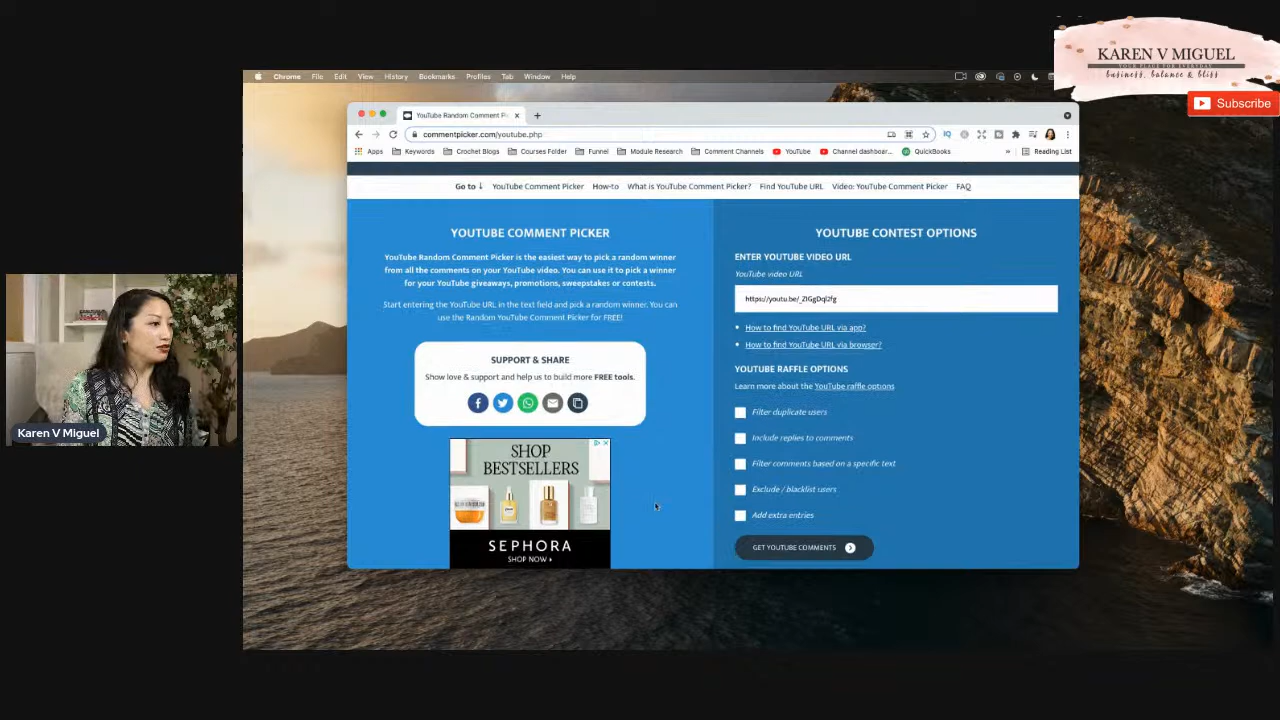 KAREN V MIGUEL
business, balance & bliss
Subscribe
Chrome File Edit View History Bookmarks Profiles Tab Window Help
YouTube Random Comment Pi
commentpicker.com/youtube.php
Apps Keywords Crochet Blogs Courses Folder Funnel Module Research Comment Channels YouTube Channel dashboar... QuickBooks » Reading List
Go to ↓ YouTube Comment Picker How-to What is YouTube Comment Picker? Find YouTube URL Video: YouTube Comment Picker FAQ
YOUTUBE COMMENT PICKER
YouTube Random Comment Picker is the easiest way to pick a random winner
from all the comments on your YouTube video. You can use it to pick a winner
for your YouTube giveaways, promotions, sweepstakes or contests.
Start entering the YouTube URL in the text field and pick a random winner. You can
use the Random YouTube Comment Picker for FREE!
SUPPORT & SHARE
Show love & support and help us to build more FREE tools.
SHOP
BESTSELLERS
SEPHORA
SHOP NOW
YOUTUBE CONTEST OPTIONS
ENTER YOUTUBE VIDEO URL
YouTube video URL
How to find YouTube URL via app?
How to find YouTube URL via browser?
YOUTUBE RAFFLE OPTIONS
Learn more about the YouTube raffle options
Filter duplicate users
Include replies to comments
Filter comments based on a specific text
Exclude / blacklist users
Add extra entries
GET YOUTUBE COMMENTS
Karen V Miguel